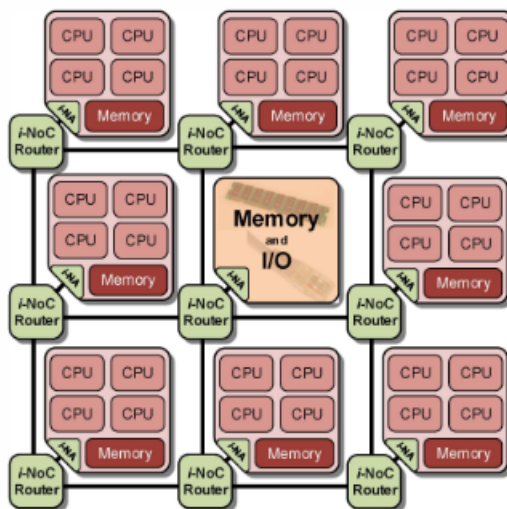 CPU CPU CPU CPU CPU CPU
CPU CPU CPU CPU CPU CPU
i-NA Memory i-NA Memory i-NA Memory
i-NoC Router i-NoC Router i-NoC Router
CPU CPU Memory and I/O CPU CPU
CPU CPU CPU CPU
i-NA Memory i-NA i-NA Memory
i-NoC Router i-NoC Router i-NoC Router
CPU CPU CPU CPU CPU CPU
CPU CPU CPU CPU CPU CPU
i-NA Memory i-NA Memory i-NA Memory
i-NoC Router i-NoC Router i-NoC Router